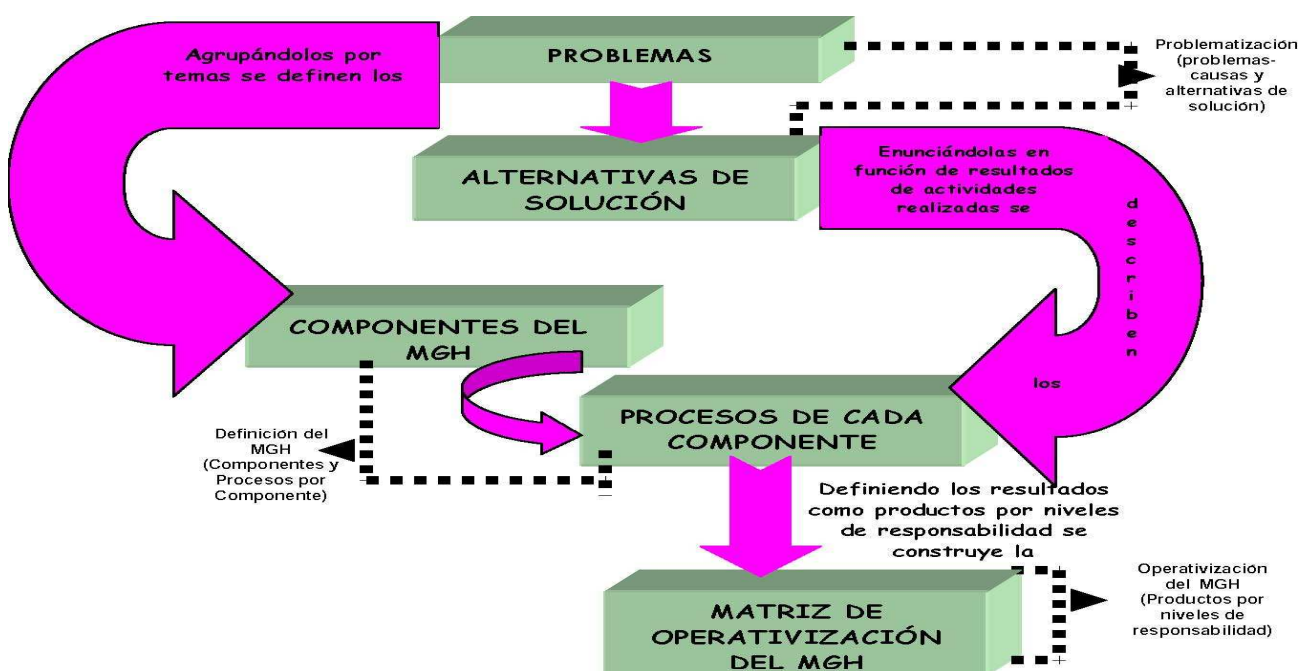 Agrupándolos por
temas se definen los
PROBLEMAS
Problematización
(problemas-
causas y
alternativas de
solución)
ALTERNATIVAS DE
SOLUCIÓN
Enunciándolas en
función de resultados
de actividades
realizadas se
describen
los
COMPONENTES DEL
MGH
PROCESOS DE CADA
COMPONENTE
Definición del
MGH
(Componentes y
Procesos por
Componente)
Definiendo los resultados
como productos por niveles
de responsabilidad se
construye la
MATRIZ DE
OPERATIVIZACIÓN
DEL MGH
Operativización
del MGH
(Productos por
niveles de
responsabilidad)